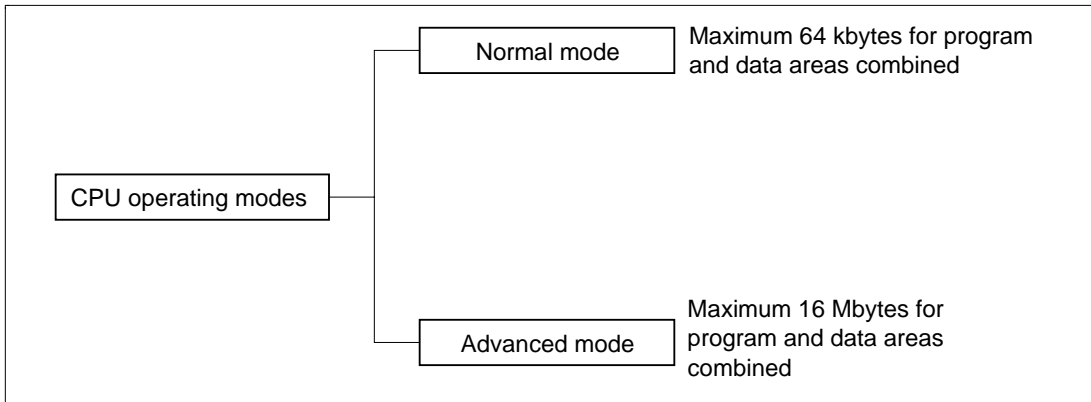 Normal mode
Maximum 64 kbytes for program
and data areas combined
CPU operating modes
Advanced mode
Maximum 16 Mbytes for
program and data areas
combined